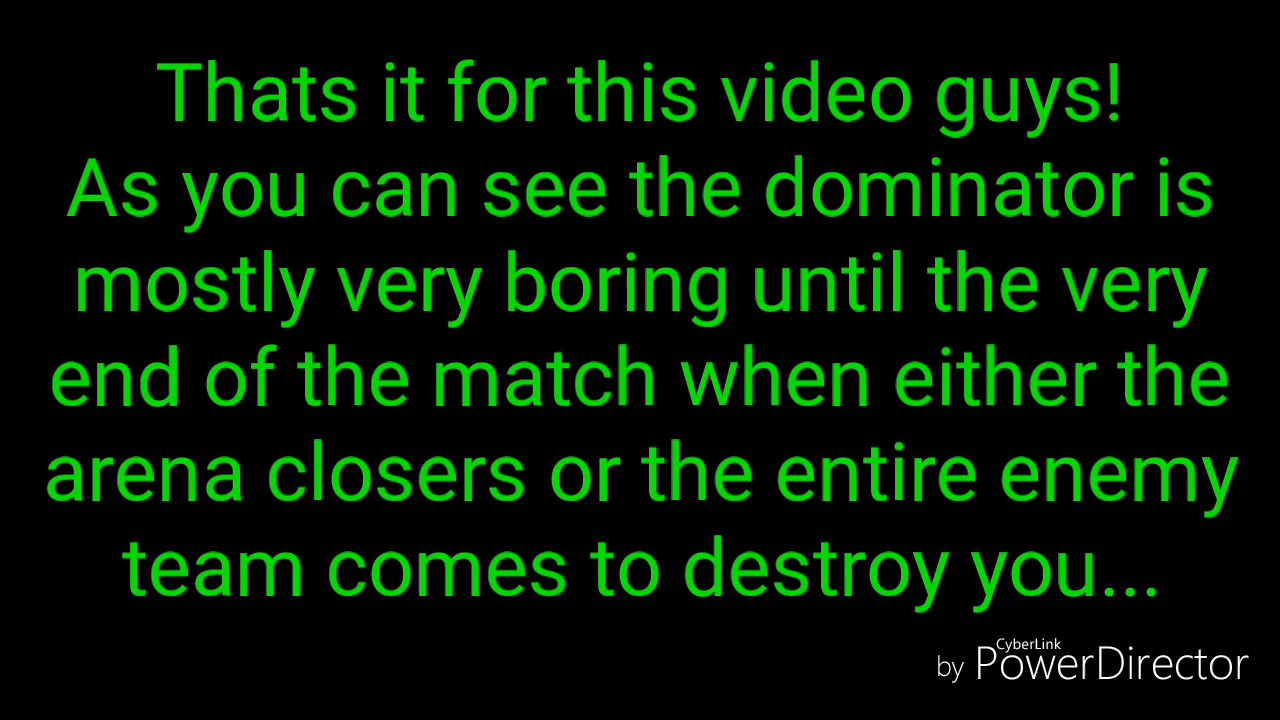 Thats it for this video guys!
As you can see the dominator is
mostly very boring until the very
end of the match when either the
arena closers or the entire enemy
team comes to destroy you...
CyberLink
by PowerDirector